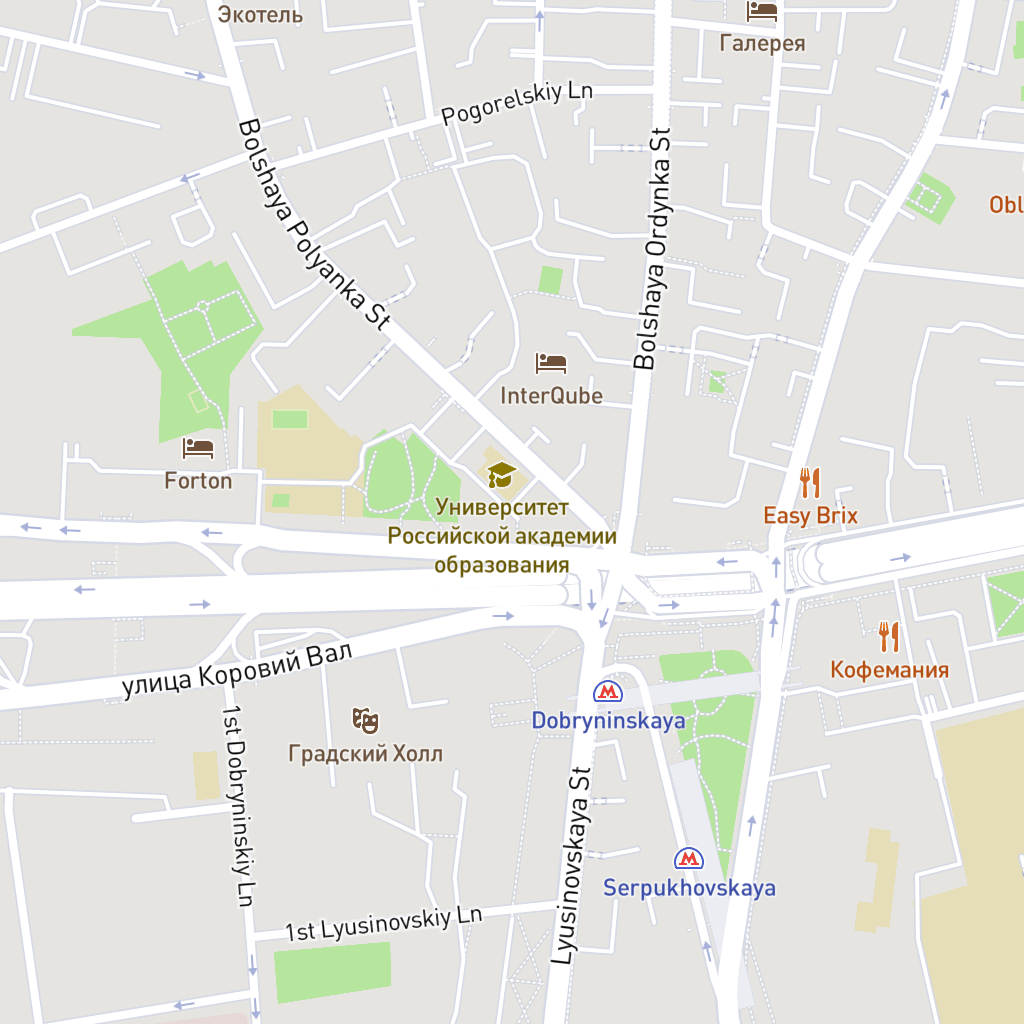 Экотель
Галерея
Pogorelskiy Ln
Bolshaya Polyanka St
Bolshaya Ordynka St
Obl
InterQube
Forton
Easy Brix
Университет
Российской академии
образования
Кофемания
улица Коровий Вал
Dobryninskaya
1st Dobryninskiy Ln
Градский Холл
Lyusinovskaya St
Serpukhovskaya
1st Lyusinovskiy Ln